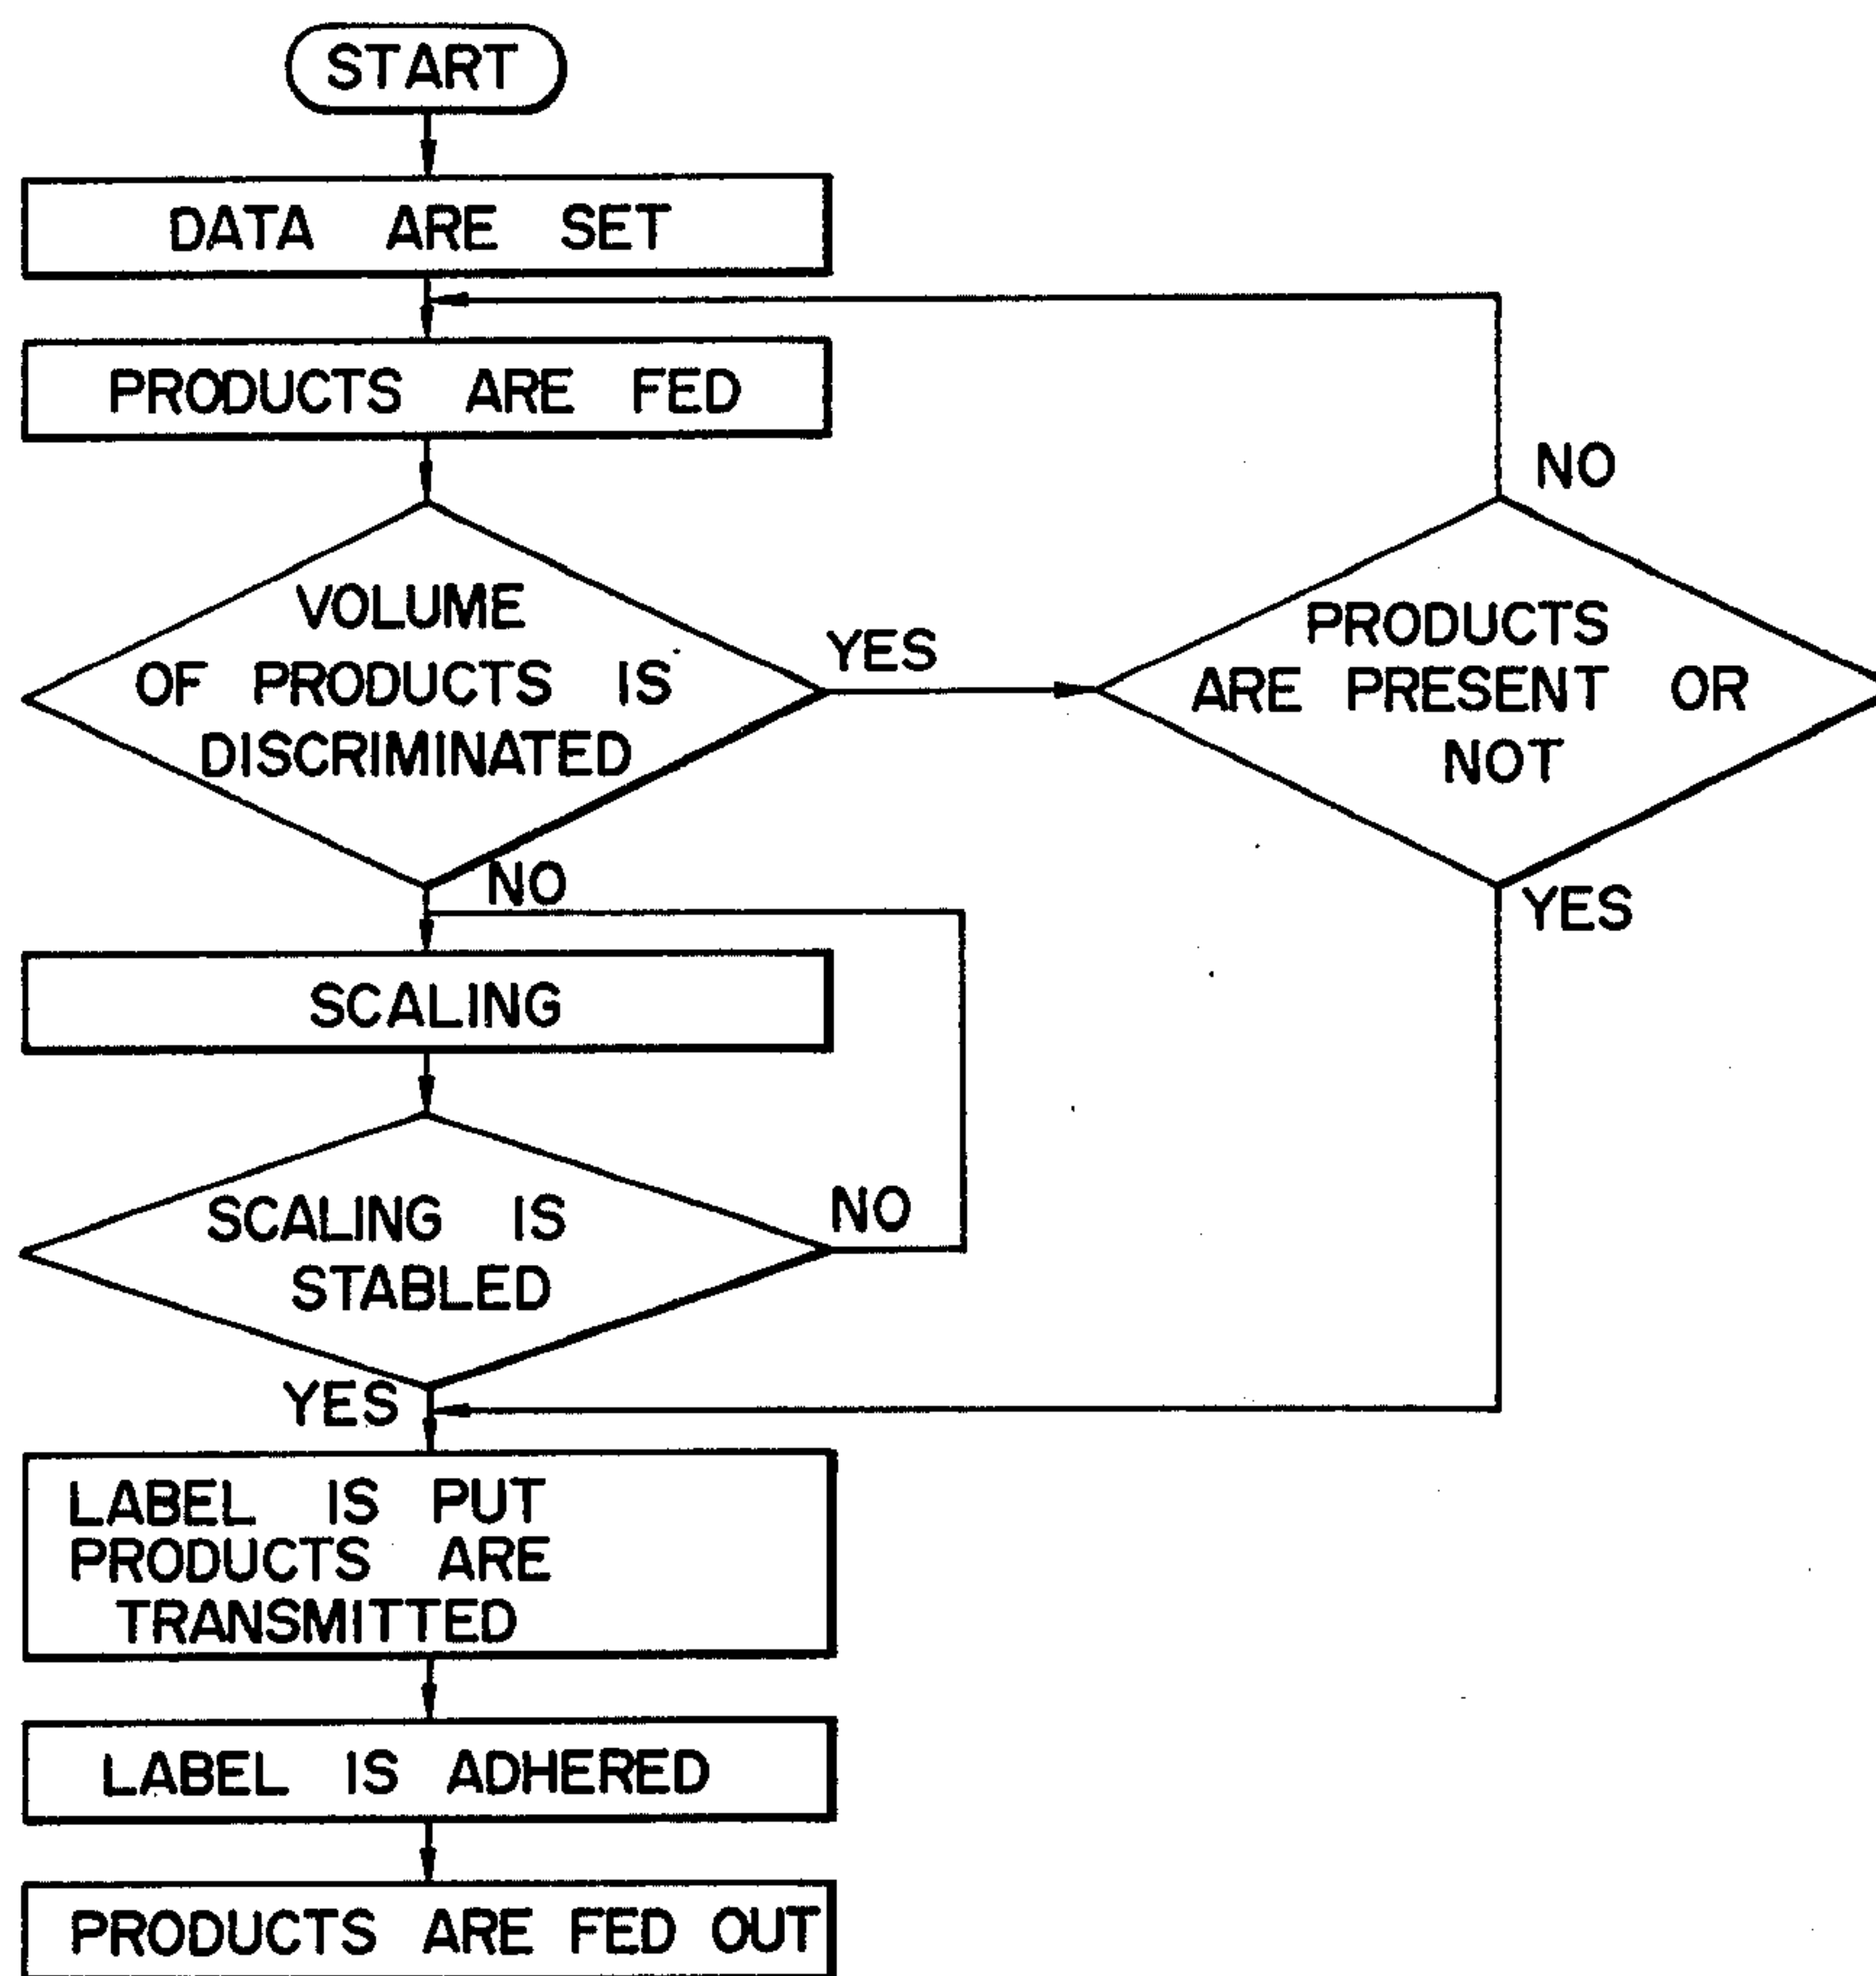 START
DATA ARE SET
PRODUCTS ARE FED
VOLUME
OF PRODUCTS IS
DISCRIMINATED
YES
NO
PRODUCTS
ARE PRESENT OR
NOT
NO
YES
SCALING
SCALING IS
STABLED
NO
YES
LABEL IS PUT
PRODUCTS ARE
TRANSMITTED
LABEL IS ADHERED
PRODUCTS ARE FED OUT